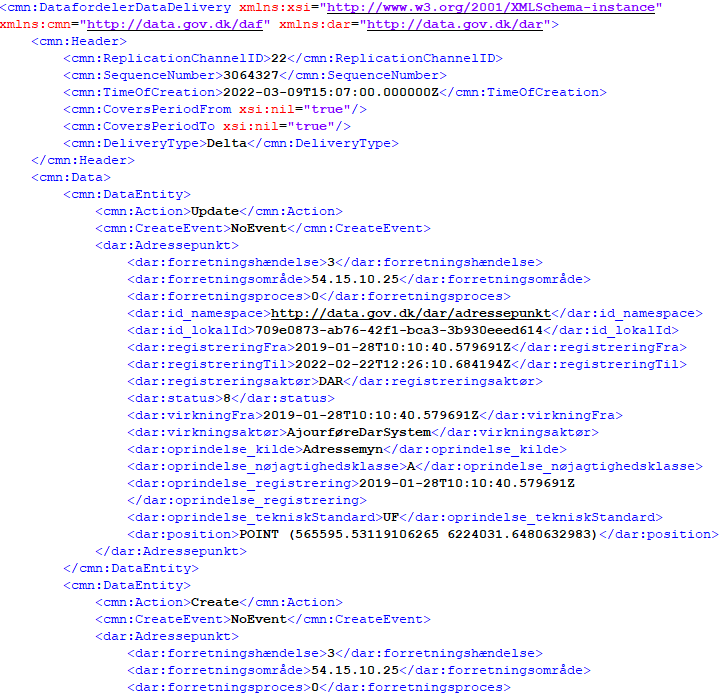 <cmn:DatafordelerDataDelivery xmlns:xsi="http://www.w3.org/2001/XMLSchema-instance"
xmlns:cmn="http://data.gov.dk/daf" xmlns:dar="http://data.gov.dk/dar">
<cmn:Header>
<cmn:ReplicationChannelID>22</cmn:ReplicationChannelID>
<cmn:SequenceNumber>3064327</cmn:SequenceNumber>
<cmn:TimeOfCreation>2022-03-09T15:07:00.000000Z</cmn:TimeOfCreation>
<cmn:CoversPeriodFrom xsi:nil="true"/>
<cmn:CoversPeriodTo xsi:nil="true"/>
<cmn:DeliveryType>Delta</cmn:DeliveryType>
</cmn:Header>
<cmn:Data>
<cmn:DataEntity>
<cmn:Action>Update</cmn:Action>
<cmn:CreateEvent>NoEvent</cmn:CreateEvent>
<dar:Adressepunkt>
<dar:forretningshændelse>3</dar:forretningshændelse>
<dar:forretningsområde>54.15.10.25</dar:forretningsområde>
<dar:forretningsproces>0</dar:forretningsproces>
<dar:id_namespace>http://data.gov.dk/dar/adressepunkt</dar:id_namespace>
<dar:id_lokalId>709e0873-ab76-42f1-bca3-3b930eeed614</dar:id_lokalId>
<dar:registreringFra>2019-01-28T10:10:40.579691Z</dar:registreringFra>
<dar:registreringTil>2022-02-22T12:26:10.684194Z</dar:registreringTil>
<dar:registreringsaktør>DAR</dar:registreringsaktør>
<dar:status>8</dar:status>
<dar:virkningFra>2019-01-28T10:10:40.579691Z</dar:virkningFra>
<dar:virkningsaktør>AjourføreDarSystem</dar:virkningsaktør>
<dar:oprindelse_kilde>Adressemyn</dar:oprindelse_kilde>
<dar:oprindelse_nøjagtighedsklasse>A</dar:oprindelse_nøjagtighedsklasse>
<dar:oprindelse_registrering>2019-01-28T10:10:40.579691Z
</dar:oprindelse_registrering>
<dar:oprindelse_tekniskStandard>UF</dar:oprindelse_tekniskStandard>
<dar:position>POINT (565595.53119106265 6224031.6480632983)</dar:position>
</dar:Adressepunkt>
</cmn:DataEntity>
<cmn:DataEntity>
<cmn:Action>Create</cmn:Action>
<cmn:CreateEvent>NoEvent</cmn:CreateEvent>
<dar:Adressepunkt>
<dar:forretningshændelse>3</dar:forretningshændelse>
<dar:forretningsområde>54.15.10.25</dar:forretningsområde>
<dar:forretningsproces>0</dar:forretningsproces>